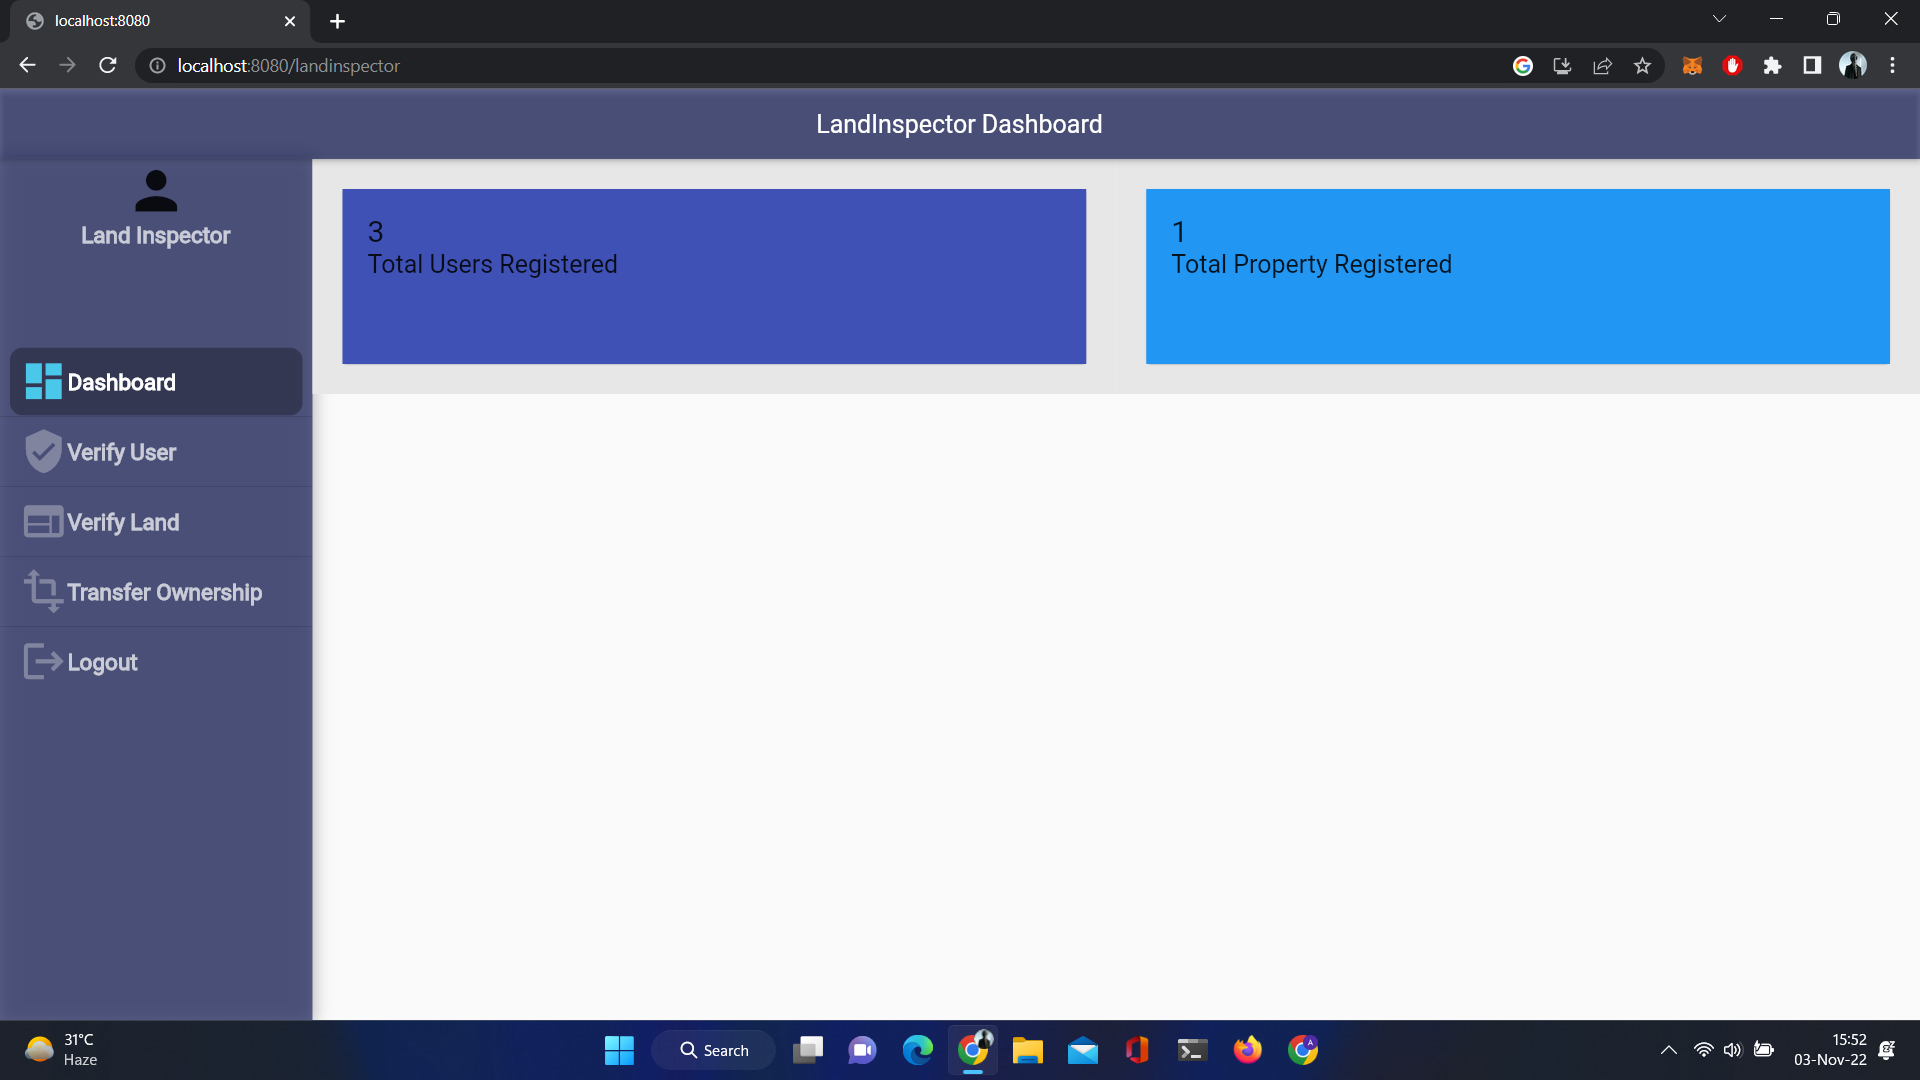 localhost:8080
localhost:8080/landinspector
LandInspector Dashboard
Land Inspector
3
Total Users Registered
1
Total Property Registered
Dashboard
Verify User
Verify Land
Transfer Ownership
Logout
31°C
Haze
Search
A
15:52
03-Nov-22